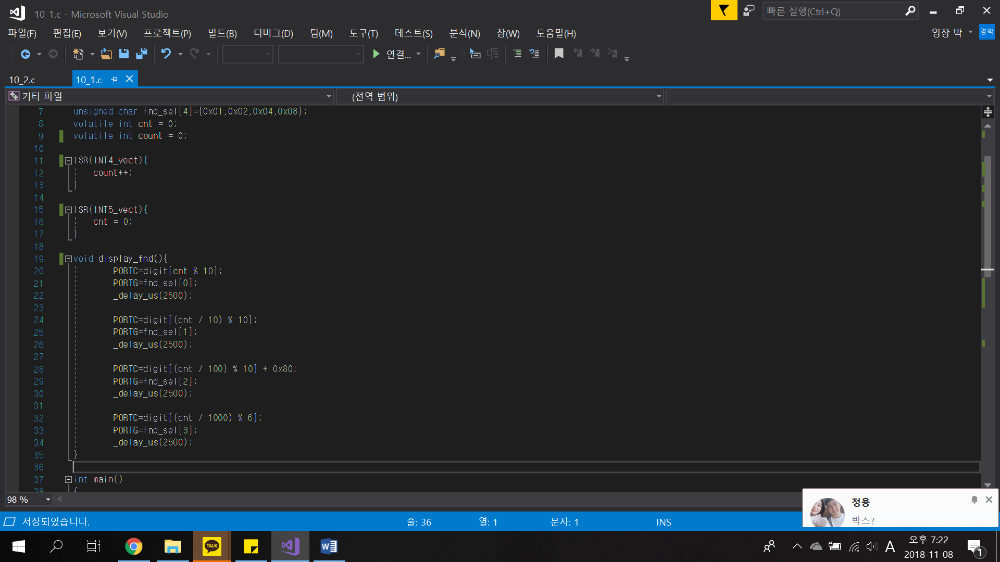 10_1.c - Microsoft Visual Studio
빠른 실행(Ctrl+Q)
파일(F) 편집(E) 보기(V) 프로젝트(P) 빌드(B) 디버그(D) 팀(M) 도구(T) 테스트(S) 분석(N) 창(W) 도움말(H)
영창 박
영박
연결...
10_2.c
10_1.c
기타 파일
(전역 범위)
7 unsigned char fnd_sel[4]={0x01,0x02,0x04,0x08};
8 volatile int cnt = 0;
9 volatile int count = 0;
10
11 ISR(INT4_vect){
12 count++;
13 }
14
15 ISR(INT5_vect){
16 cnt = 0;
17 }
18
19 void display_fnd(){
20 PORTC=digit[cnt % 10];
21 PORTG=fnd_sel[0];
22 _delay_us(2500);
23
24 PORTC=digit[(cnt / 10) % 10];
25 PORTG=fnd_sel[1];
26 _delay_us(2500);
27
28 PORTC=digit[(cnt / 100) % 10] + 0x80;
29 PORTG=fnd_sel[2];
30 _delay_us(2500);
31
32 PORTC=digit[(cnt / 1000) % 6];
33 PORTG=fnd_sel[3];
34 _delay_us(2500);
35 }
36
37 int main()
38 {
98 %
정용
박스?
저장되었습니다.
줄: 36
열: 1
문자: 1
INS
TALK
A
오후 7:22
2018-11-08
1